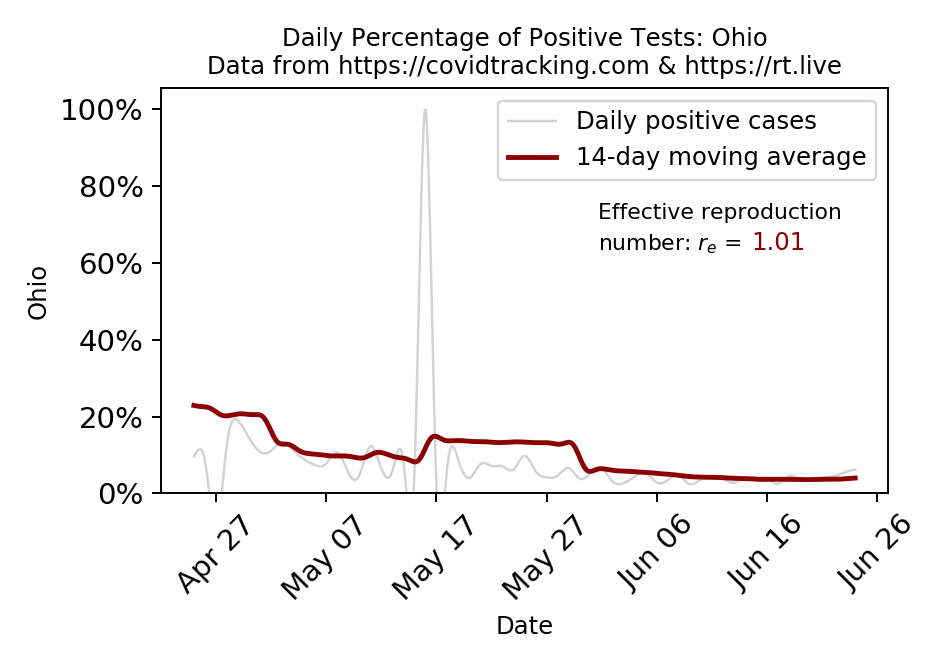 Daily Percentage of Positive Tests: Ohio
Data from https://covidtracking.com & https://rt.live
100%
80%
60%
40%
20%
0%
Ohio
Daily positive cases
14-day moving average
Effective reproduction
number: rₑ = 1.01
Apr 27
May 07
May 17
May 27
Jun 06
Jun 16
Jun 26
Date